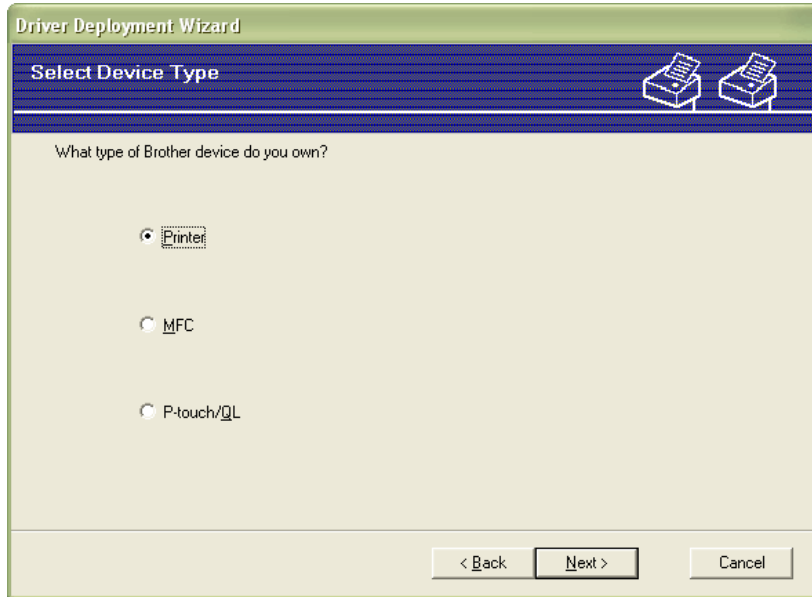 Driver Deployment Wizard
Select Device Type
What type of Brother device do you own?
Printer
MFC
P-touch/QL
< Back Next > Cancel